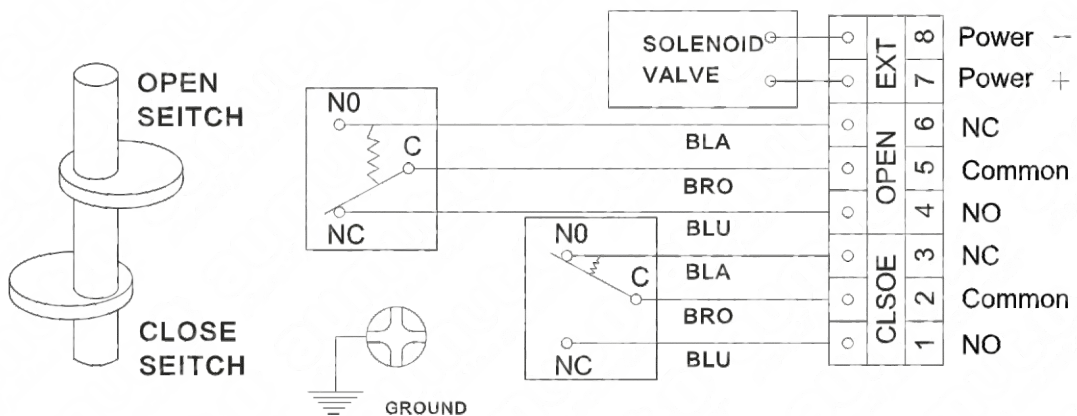 OPEN
SEITCH
CLOSE
SEITCH
N0
C
NC
GROUND
N0
C
NC
SOLENOID
VALVE
BLA
BRO
BLU
BLA
BRO
BLU
EXT
OPEN
CLSOE
8 Power -
7 Power +
6 NC
5 Common
4 NO
3 NC
2 Common
1 NO